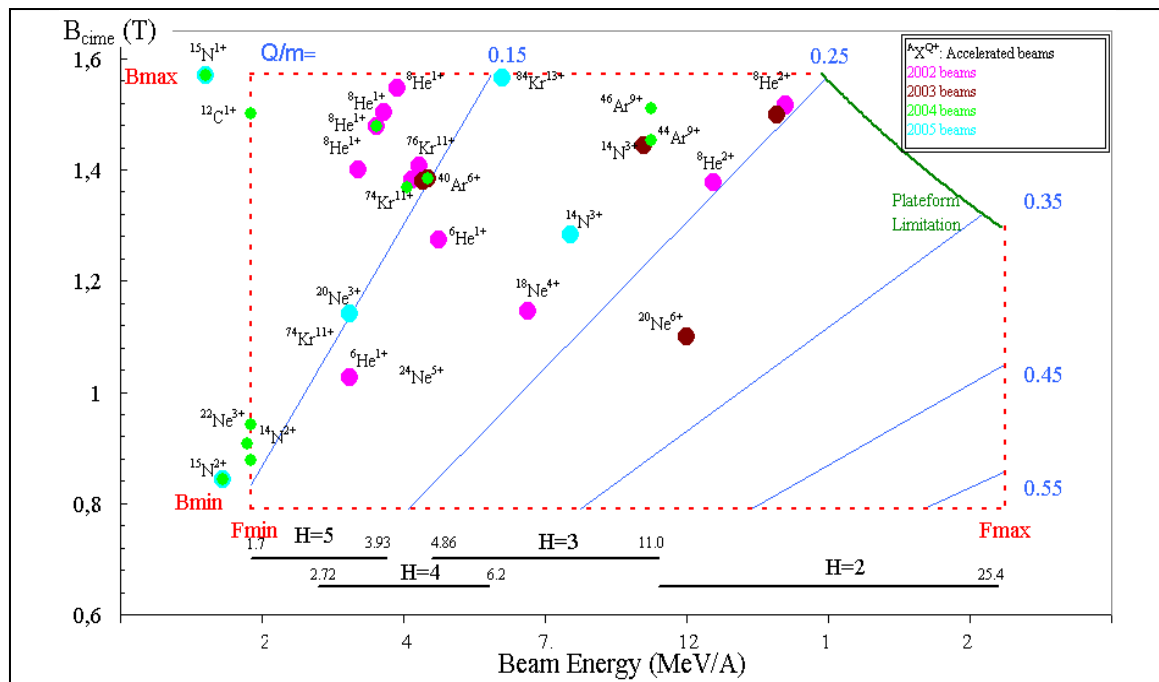 B_cime (T)
Q/m=
0.15
0.25
^A X^Q+: Accelerated beams
2002 beams
2003 beams
2004 beams
2005 beams
1,6
Bmax
15N1+
12C1+
8He1+
8He1+
8He1+
8He1+
84Kr13+
46Ar9+
8He2+
1,4
76Kr11+
74Kr11+
40Ar6+
14N3+
44Ar9+
8He2+
Plateform
Limitation
0.35
6He1+
14N3+
1,2
20Ne3+
18Ne4+
74Kr11+
20Ne6+
6He1+
24Ne5+
1
0.45
22Ne3+
14N2+
15N2+
0.55
Bmin
0,8
Fmin
Fmax
1.7
H=5
3.93
4.86
H=3
11.0
2.72
H=4
6.2
H=2
25.4
0,6
2
4
7.
12
1
2
Beam Energy (MeV/A)